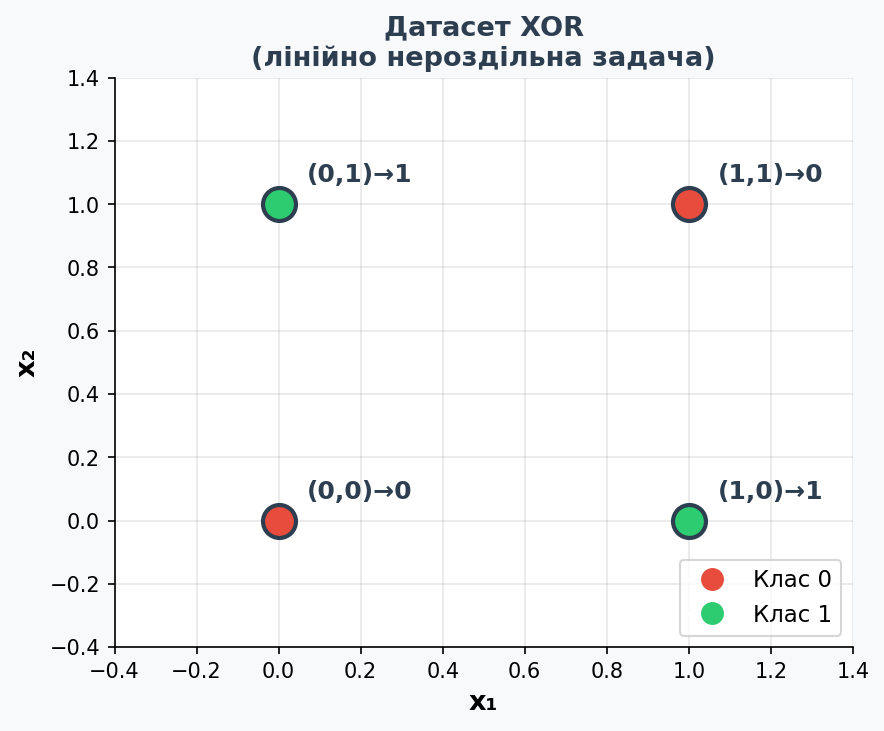 Датасет XOR
(лінійно нероздільна задача)
1.4
1.2
1.0
0.8
0.6
0.4
0.2
0.0
−0.2
−0.4
x₂
(0,1)→1
(1,1)→0
(0,0)→0
(1,0)→1
Клас 0
Клас 1
−0.4 −0.2 0.0 0.2 0.4 0.6 0.8 1.0 1.2 1.4
x₁